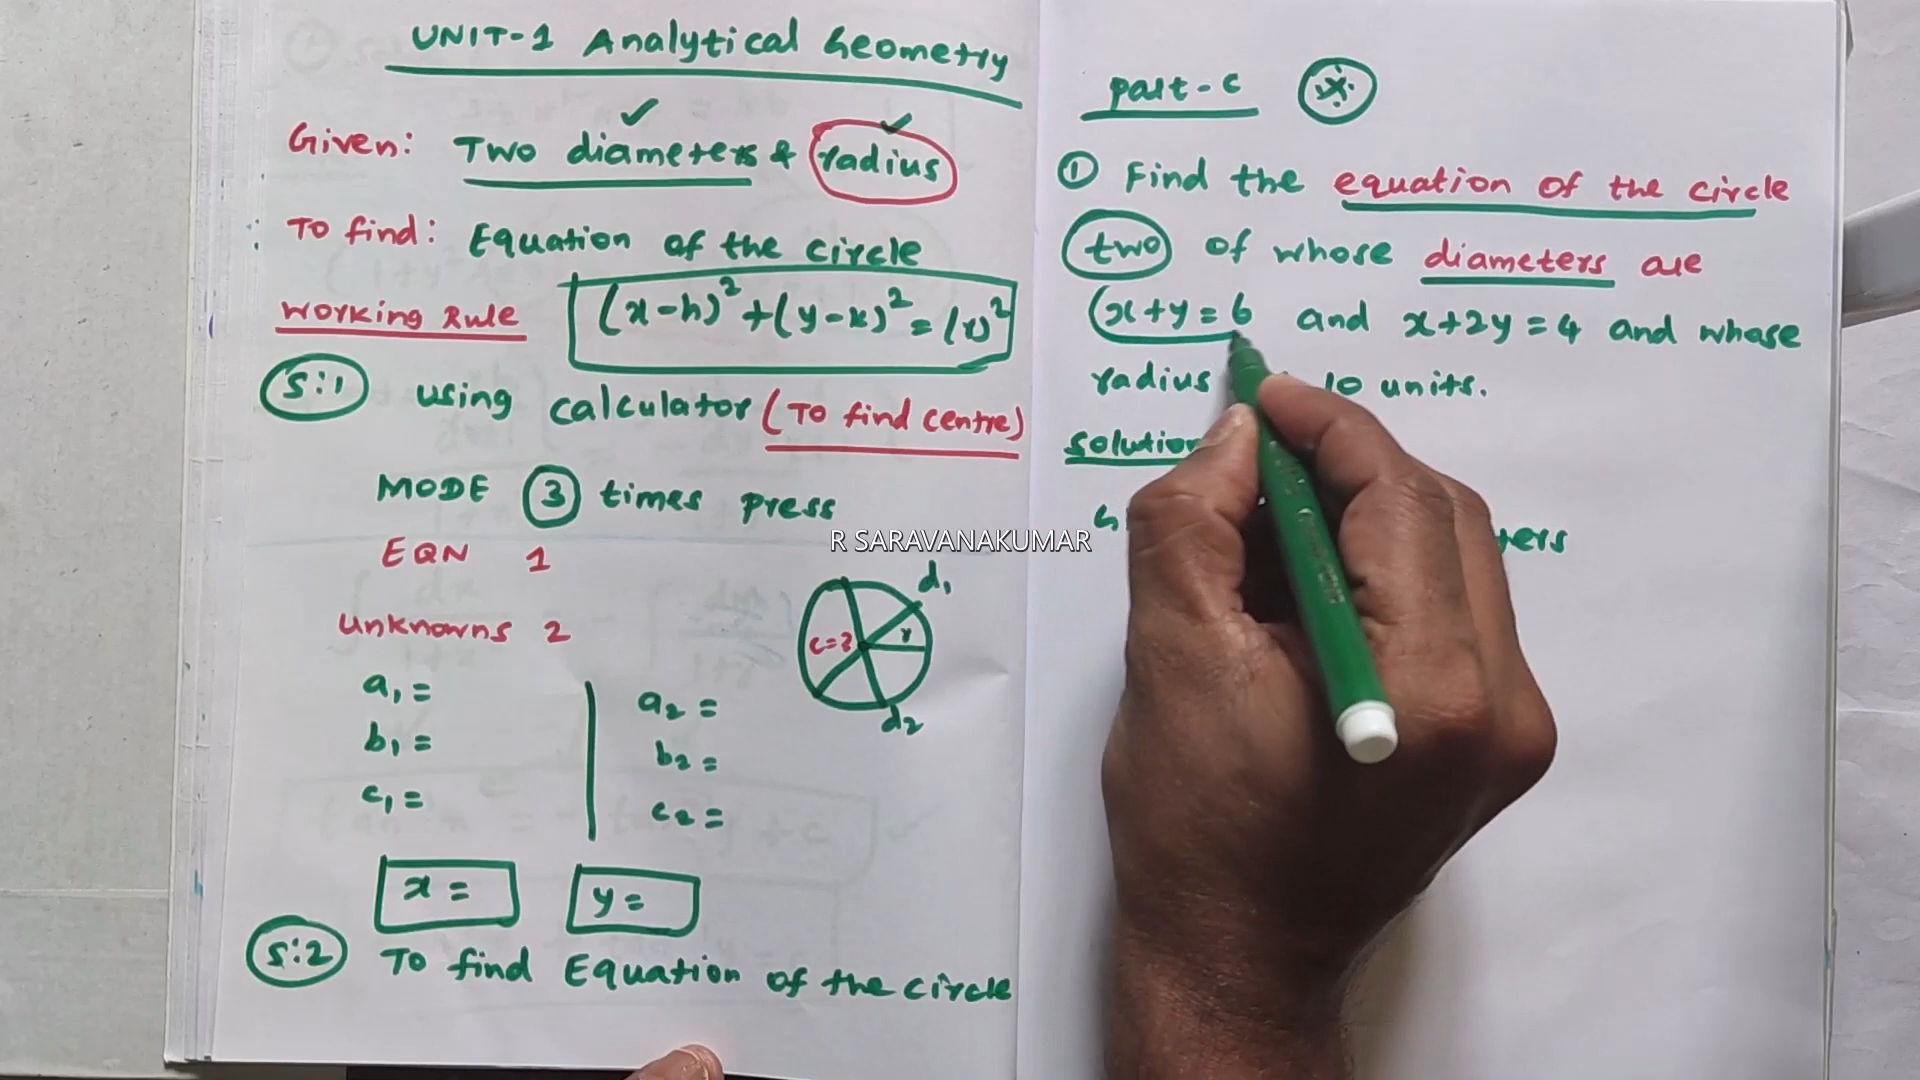 UNIT-1 Analytical Geometry
Given: Two diameters & radius
To find: Equation of the circle
Working Rule (x-h)² + (y-k)² = (r)²
S:1 using calculator (To find centre)
MODE 3 times press
EQN 1
unknowns 2
a₁ = a₂ =
b₁ = b₂ =
c₁ = c₂ =
x = y =
d₁
c=? r
d₂
S:2 To find Equation of the circle
Part-C
① Find the equation of the circle
two of whose diameters are
(x+y=6 and x+2y=4 and whose
radius 10 units.
Solution
R SARAVANAKUMAR